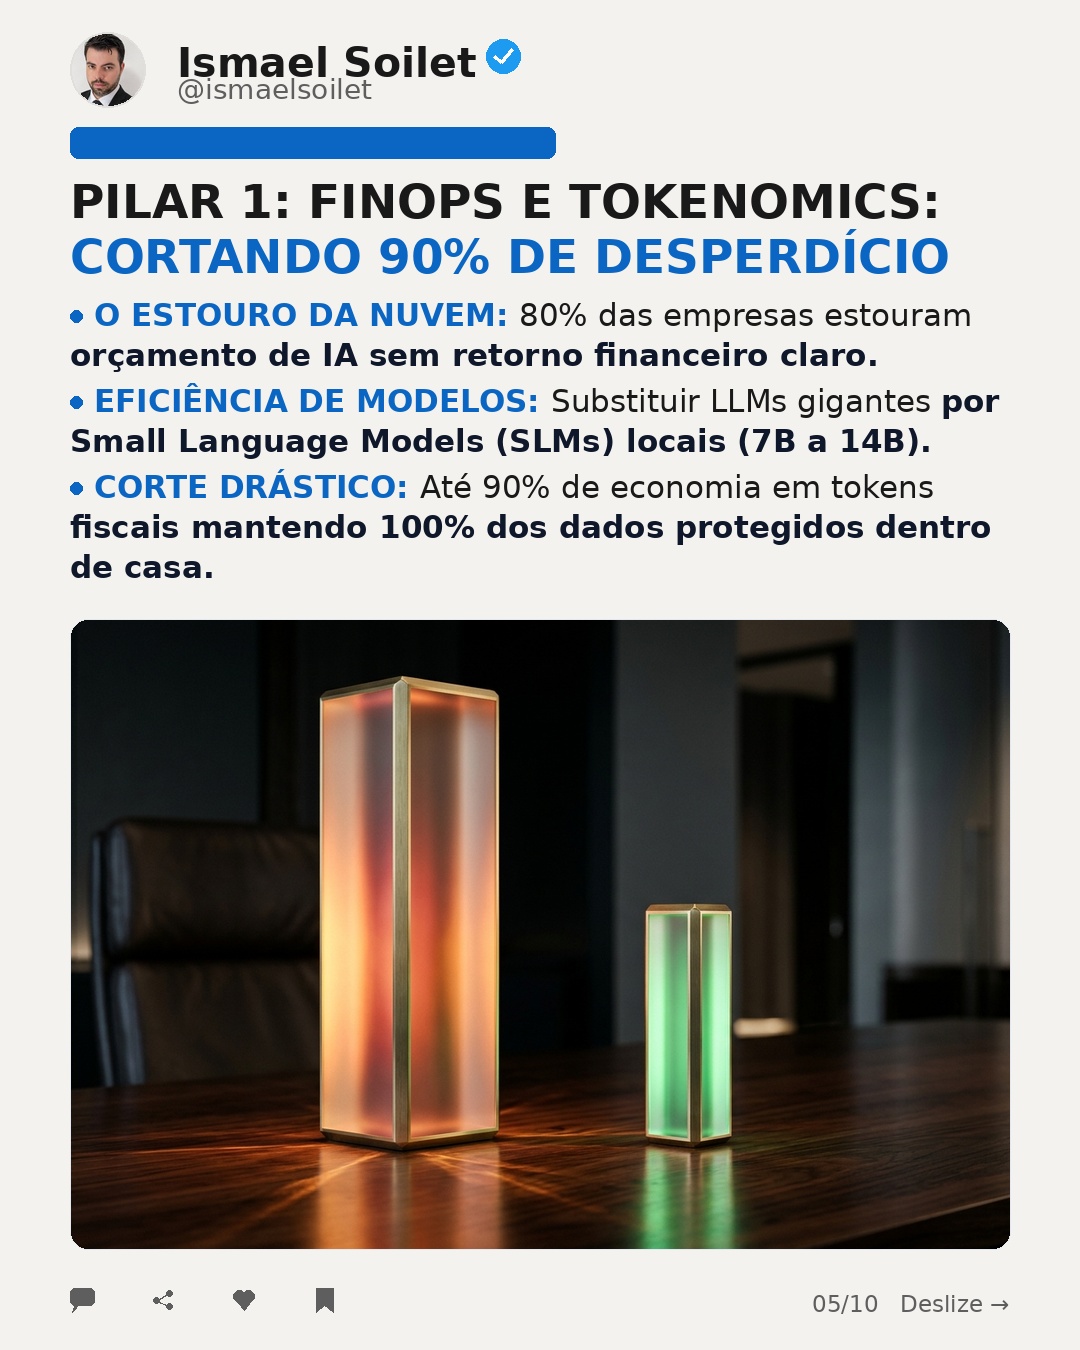 Ismael Soilet
@ismaelsoilet
PILAR 1: FINOPS E TOKENOMICS:
CORTANDO 90% DE DESPERDÍCIO
• O ESTOURO DA NUVEM: 80% das empresas estouram
orçamento de IA sem retorno financeiro claro.
• EFICIÊNCIA DE MODELOS: Substituir LLMs gigantes por
Small Language Models (SLMs) locais (7B a 14B).
• CORTE DRÁSTICO: Até 90% de economia em tokens
fiscais mantendo 100% dos dados protegidos dentro
de casa.
05/10 Deslize →